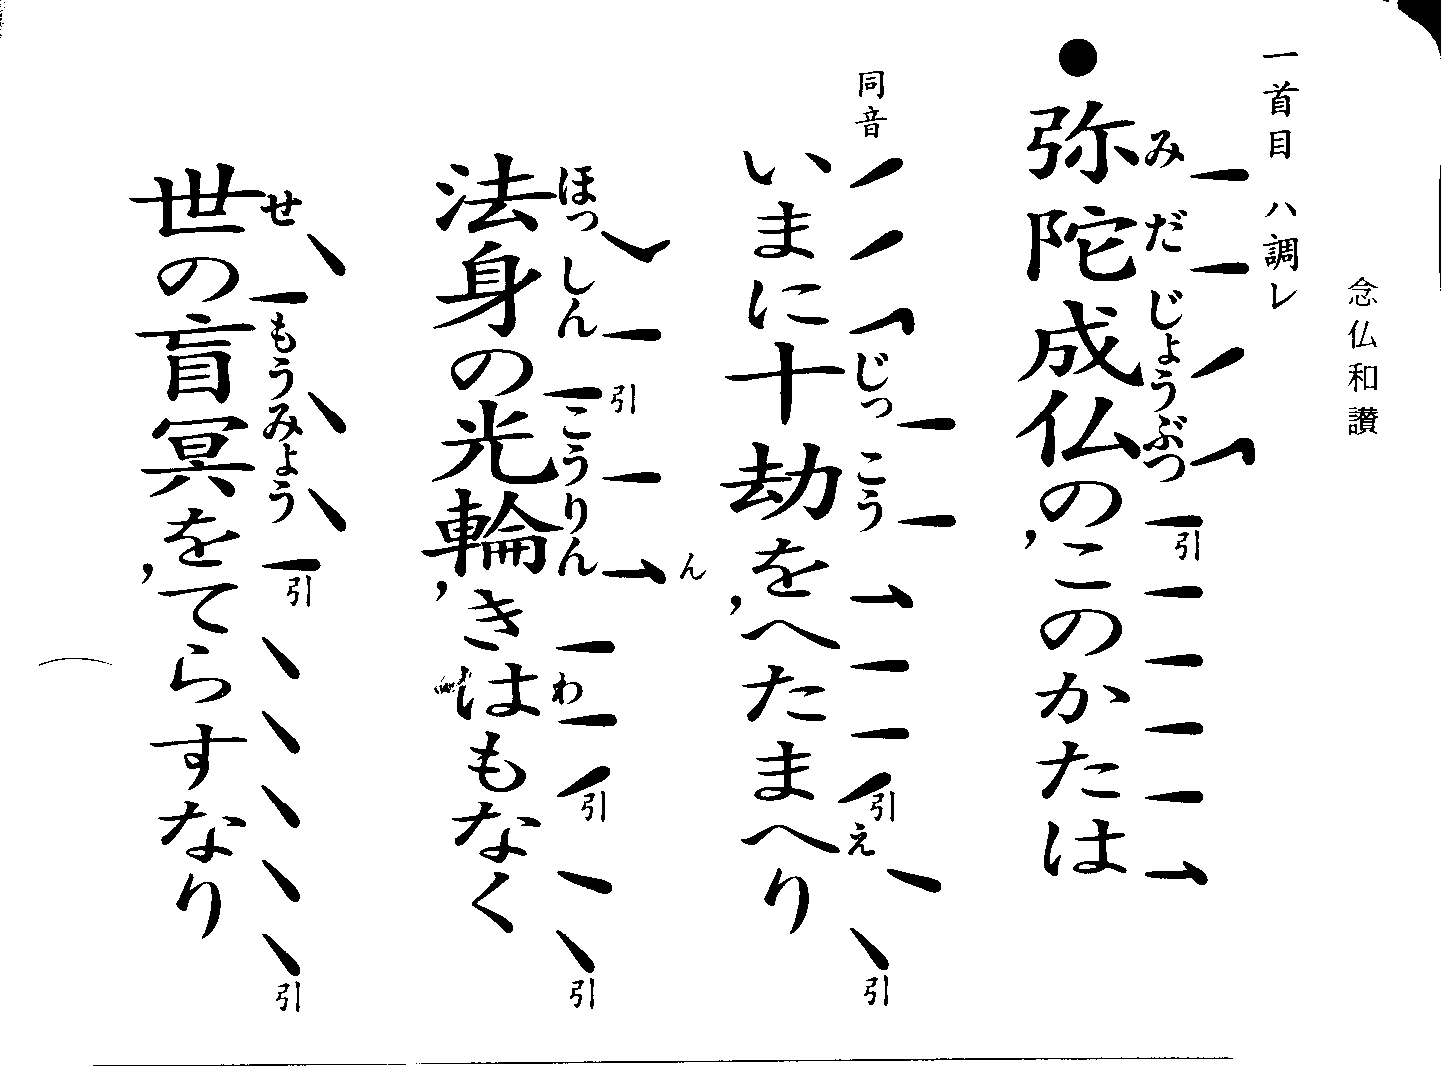 念仏和讃
一首目ハ調レ
●弥陀成仏の,このかたは
みだじょうぶつ 引
同音
いまに十劫を,へたまへり
じっこう 引 え 引
法身の光輪,きはもなく
ほっしん 引 こうりん ん わ 引 引
世の盲冥を,てらすなり
せ もうみょう 引 引